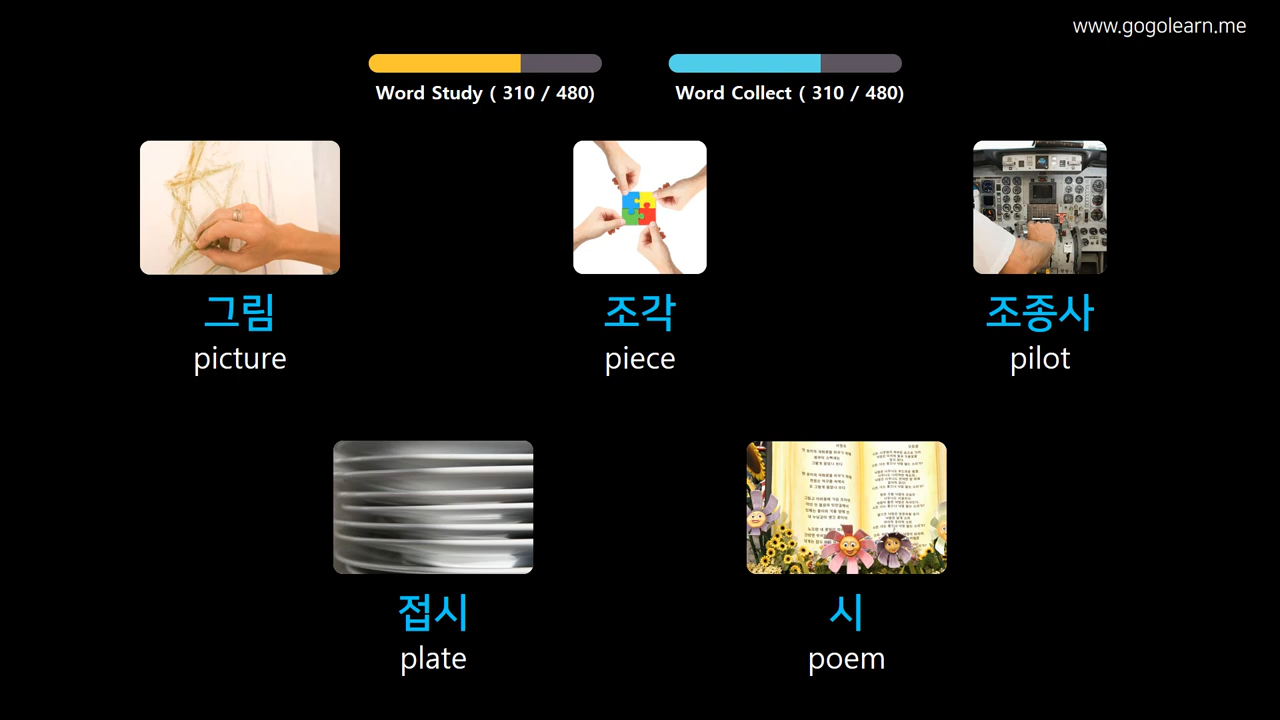 www.gogolearn.me
Word Study ( 310 / 480)
Word Collect ( 310 / 480)
그림
picture
조각
piece
조종사
pilot
접시
plate
시
poem